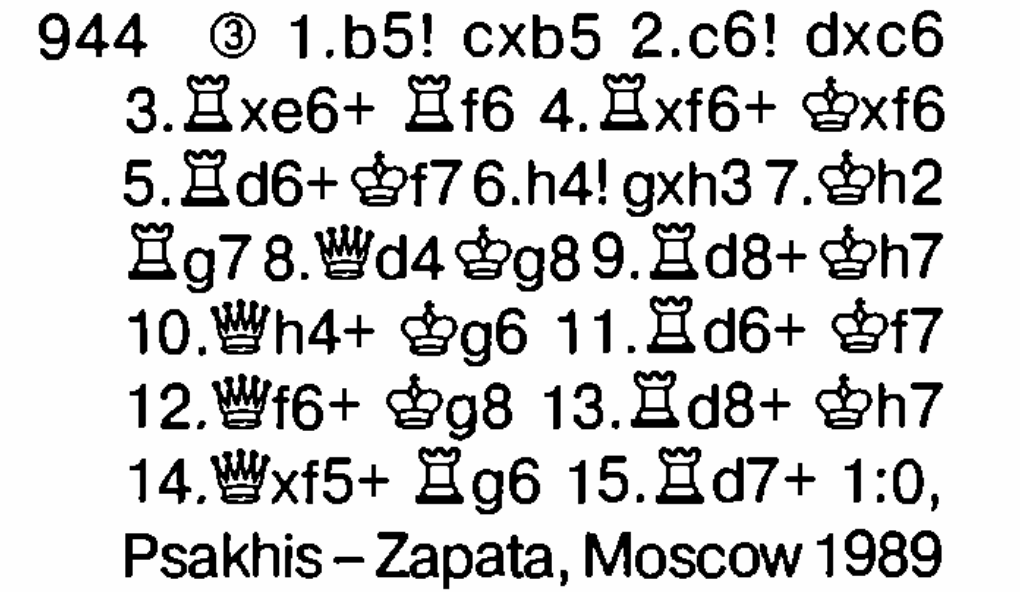 944 ③ 1.b5! cxb5 2.c6! dxc6
3.♖xe6+ ♖f6 4.♖xf6+ ♔xf6
5.♖d6+ ♔f7 6.h4! gxh3 7.♔h2
♖g7 8.♕d4 ♔g8 9.♖d8+ ♔h7
10.♕h4+ ♔g6 11.♖d6+ ♔f7
12.♕f6+ ♔g8 13.♖d8+ ♔h7
14.♕xf5+ ♖g6 15.♖d7+ 1:0,
Psakhis – Zapata, Moscow 1989